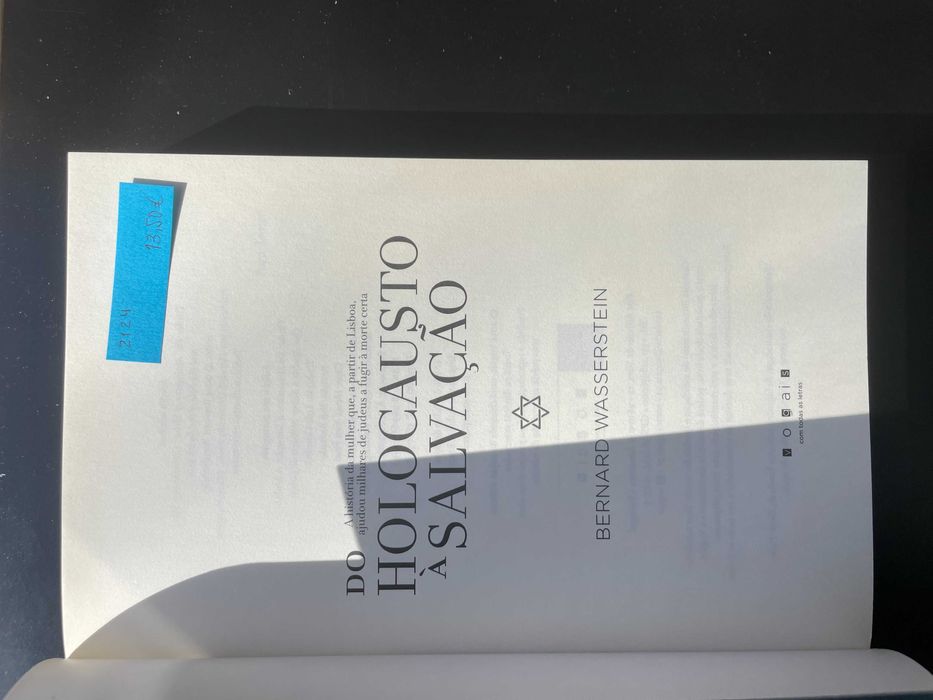 2124
13,50€
A história da mulher que, a partir de Lisboa,
ajudou milhares de judeus a fugir à morte certa
DO
HOLOCAUSTO
À
SALVAÇÃO
BERNARD WASSERSTEIN
vogais
com todas as letras